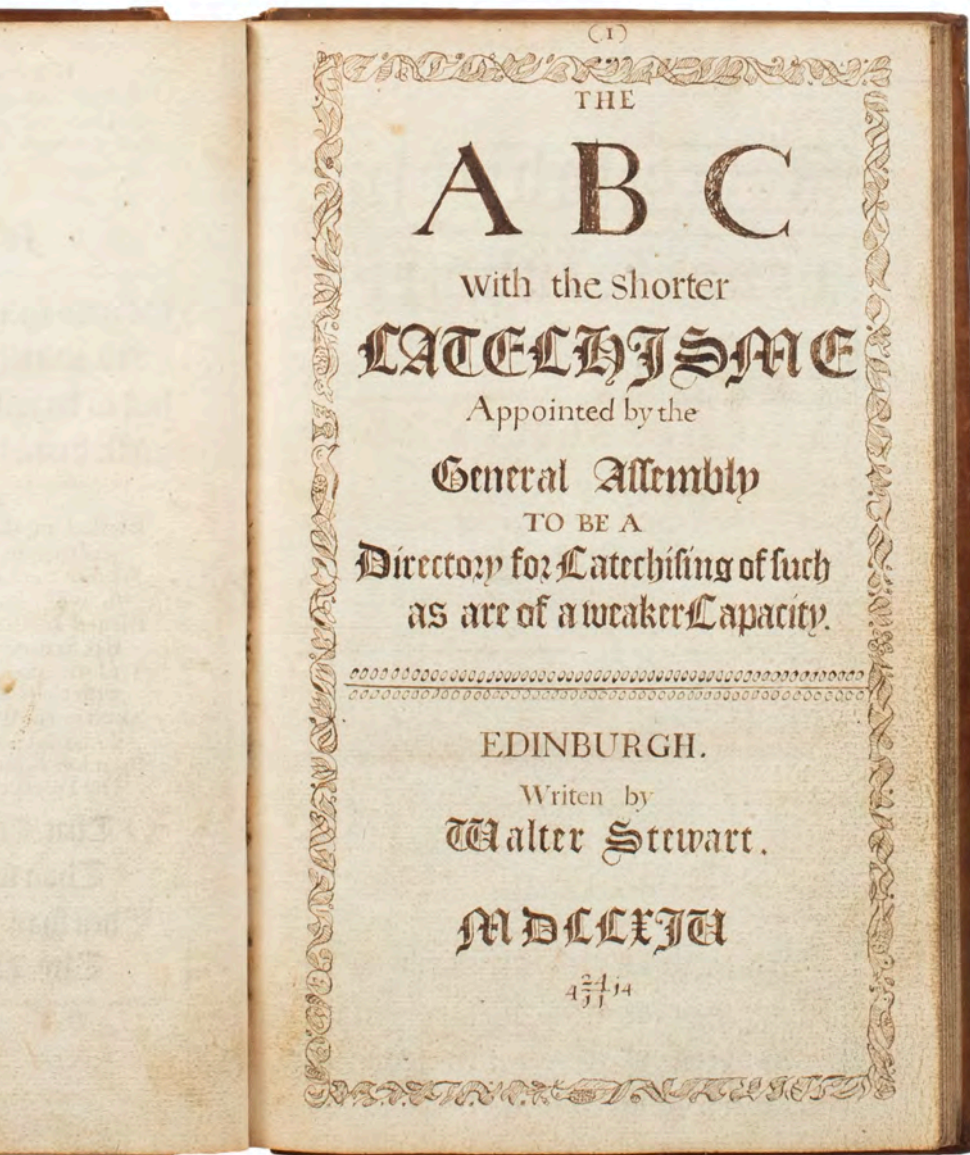 (1)
THE
A B C
With the Shorter
CATECHISME
Appointed by the
General Assembly
TO BE A
Directory for Catechising of such
as are of a weaker Capacity.
EDINBURGH.
Writen by
Walter Stewart.
MDCCXIV